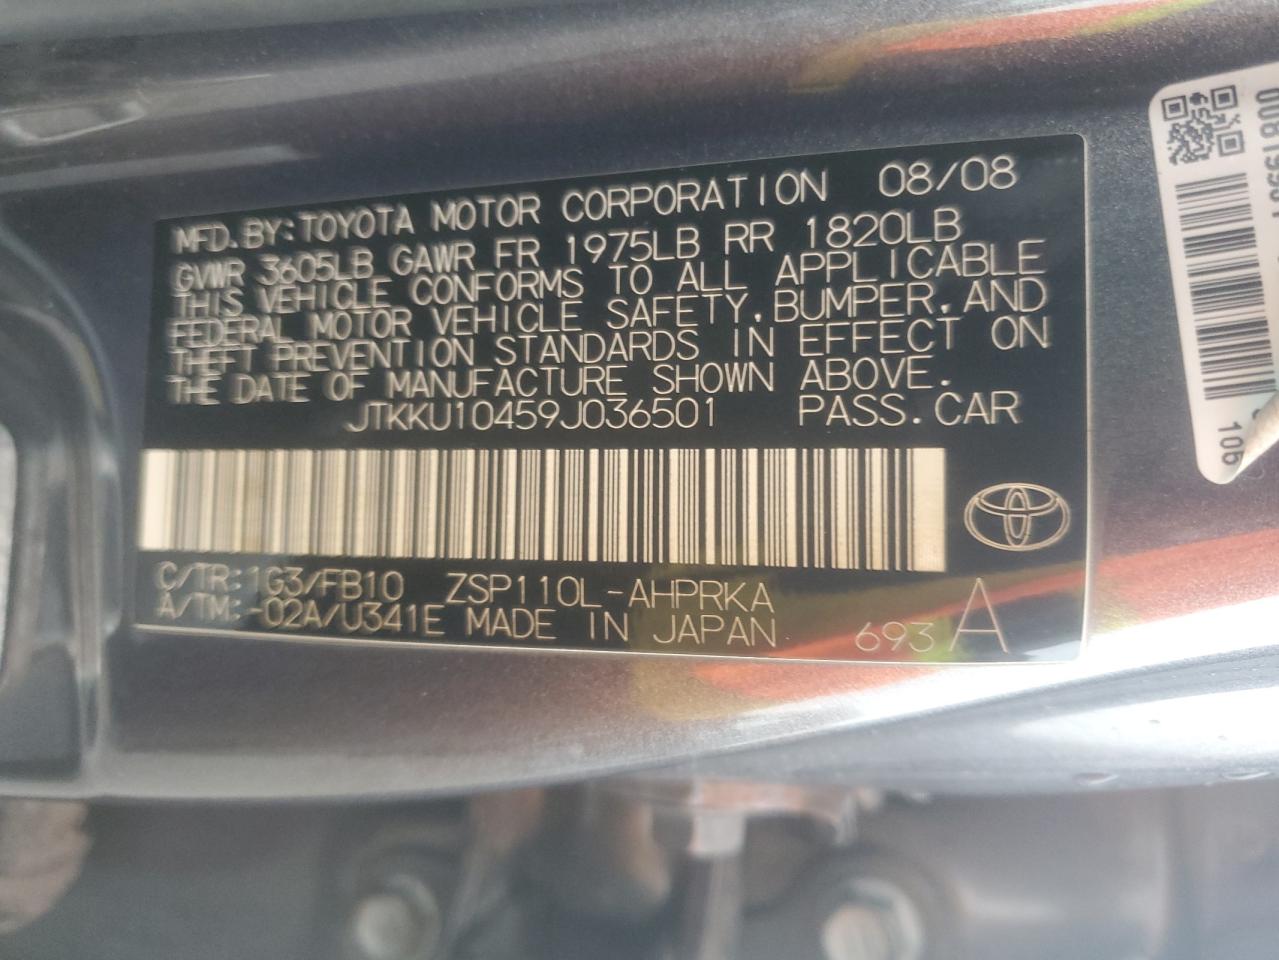 MFD.BY:TOYOTA MOTOR CORPORATION 08/08
GVWR 3605LB GAWR FR 1975LB RR 1820LB
THIS VEHICLE CONFORMS TO ALL APPLICABLE
FEDERAL MOTOR VEHICLE SAFETY,BUMPER,AND
THEFT PREVENTION STANDARDS IN EFFECT ON
THE DATE OF MANUFACTURE SHOWN ABOVE.
JTKKU10459J036501 PASS.CAR
C/TR:1G3/FB10 ZSP110L-AHPRKA
A/TM:-02A/U341E MADE IN JAPAN 693 A